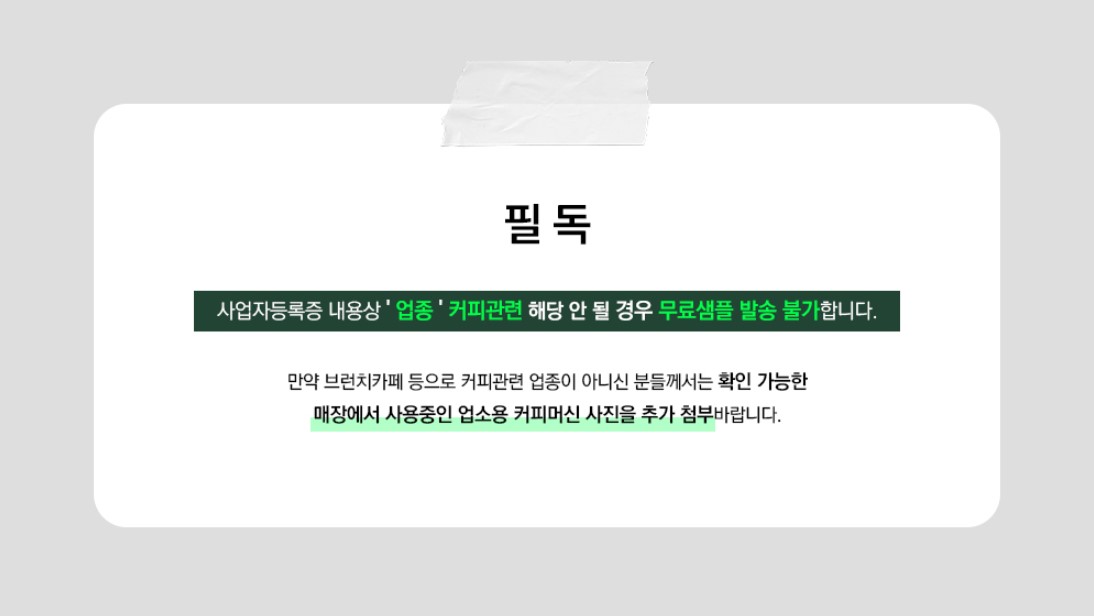 필독
사업자등록증 내용상 ' 업종 ' 커피관련 해당 안 될 경우 무료샘플 발송 불가합니다.
만약 브런치카페 등으로 커피관련 업종이 아니신 분들께서는 확인 가능한
매장에서 사용중인 업소용 커피머신 사진을 추가 첨부바랍니다.